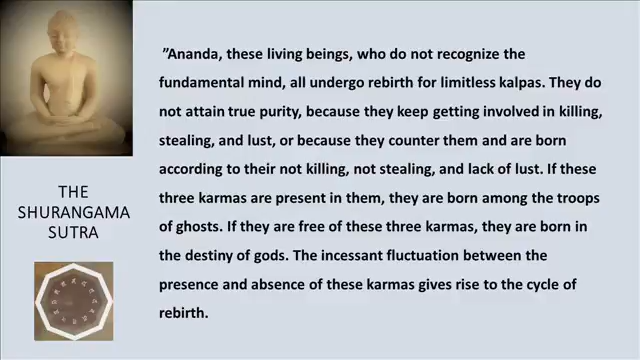 ”Ananda, these living beings, who do not recognize the
fundamental mind, all undergo rebirth for limitless kalpas. They do
not attain true purity, because they keep getting involved in killing,
stealing, and lust, or because they counter them and are born
according to their not killing, not stealing, and lack of lust. If these
three karmas are present in them, they are born among the troops
of ghosts. If they are free of these three karmas, they are born in
the destiny of gods. The incessant fluctuation between the
presence and absence of these karmas gives rise to the cycle of
rebirth.
THE
SHURANGAMA
SUTRA